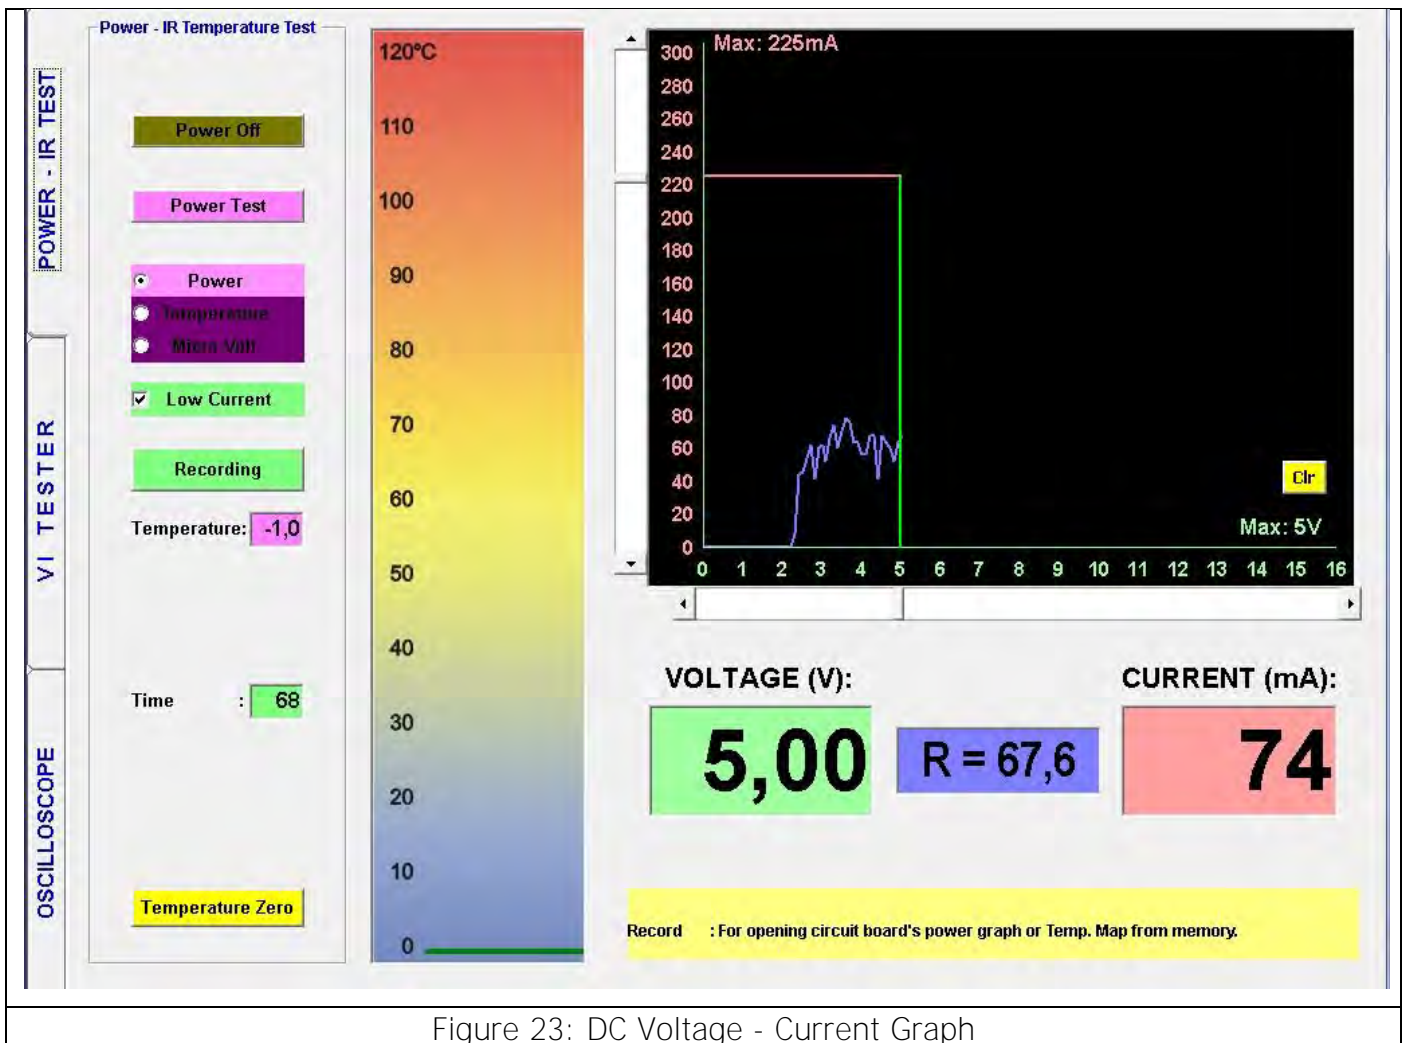 Power - IR Temperature Test
POWER - IR TEST
VI TESTER
OSCILLOSCOPE
Power Off
Power Test
Power
Temperature
Micro Volt
Low Current
Recording
Temperature: -1,0
Time : 68
Temperature Zero
120°C
110
100
90
80
70
60
50
40
30
20
10
0
Max: 225mA
300
280
260
240
220
200
180
160
140
120
100
80
60
40
20
0
Clr
Max: 5V
0 1 2 3 4 5 6 7 8 9 10 11 12 13 14 15 16
VOLTAGE (V):
5,00
R = 67,6
CURRENT (mA):
74
Record : For opening circuit board's power graph or Temp. Map from memory.
Figure 23: DC Voltage - Current Graph